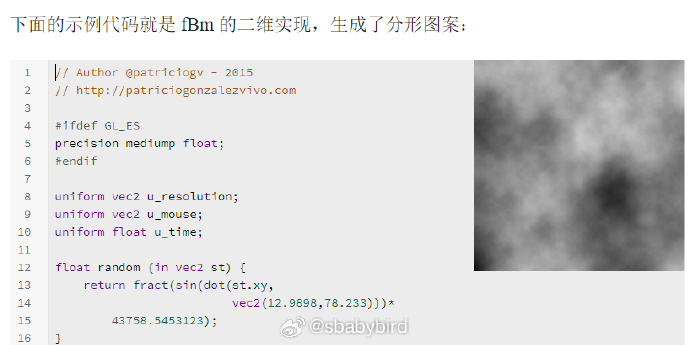 下面的示例代码就是 fBm 的二维实现，生成了分形图案：
1 // Author @patriciogv - 2015
2 // http://patriciogonzalezvivo.com
3
4 #ifdef GL_ES
5 precision mediump float;
6 #endif
7
8 uniform vec2 u_resolution;
9 uniform vec2 u_mouse;
10 uniform float u_time;
11
12 float random (in vec2 st) {
13     return fract(sin(dot(st.xy,
14                          vec2(12.9898,78.233)))*
15         43758.5453123);
16 }
@sbabybird